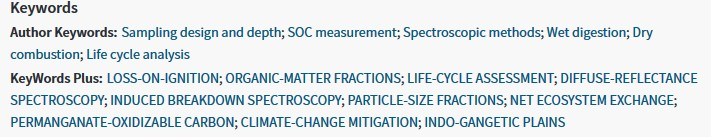 Keywords
Author Keywords: Sampling design and depth; SOC measurement; Spectroscopic methods; Wet digestion; Dry
combustion; Life cycle analysis
KeyWords Plus: LOSS-ON-IGNITION; ORGANIC-MATTER FRACTIONS; LIFE-CYCLE ASSESSMENT; DIFFUSE-REFLECTANCE
SPECTROSCOPY; INDUCED BREAKDOWN SPECTROSCOPY; PARTICLE-SIZE FRACTIONS; NET ECOSYSTEM EXCHANGE;
PERMANGANATE-OXIDIZABLE CARBON; CLIMATE-CHANGE MITIGATION; INDO-GANGETIC PLAINS